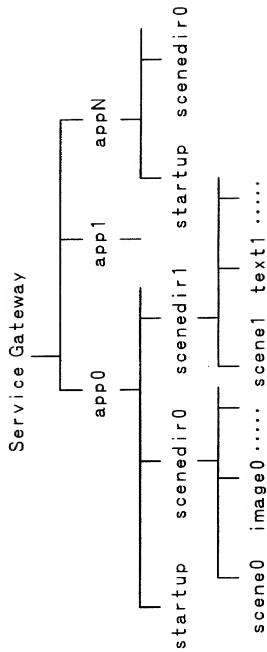 Service Gateway
app0 app1 appN
startup scenedir0 scenedir1 startup scenedir0
scene0 image0 ..... scene1 text1 .....